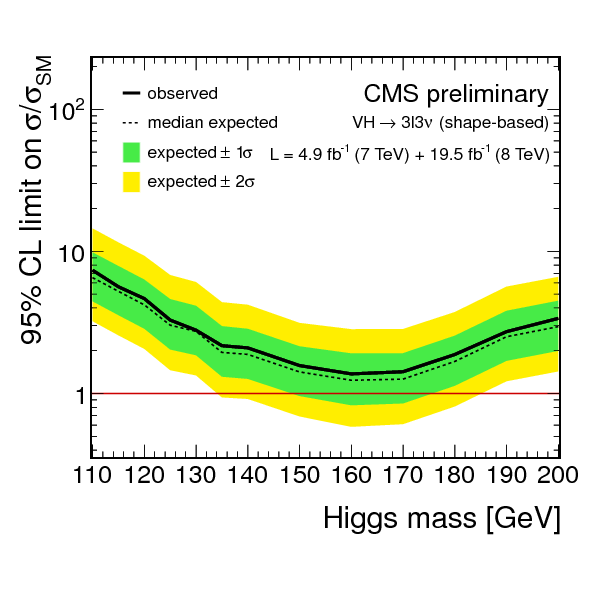 95% CL limit on σ/σSM
10²
10
1
observed
median expected
expected ± 1σ
expected ± 2σ
CMS preliminary
VH → 3l3ν (shape-based)
L = 4.9 fb⁻¹ (7 TeV) + 19.5 fb⁻¹ (8 TeV)
110 120 130 140 150 160 170 180 190 200
Higgs mass [GeV]